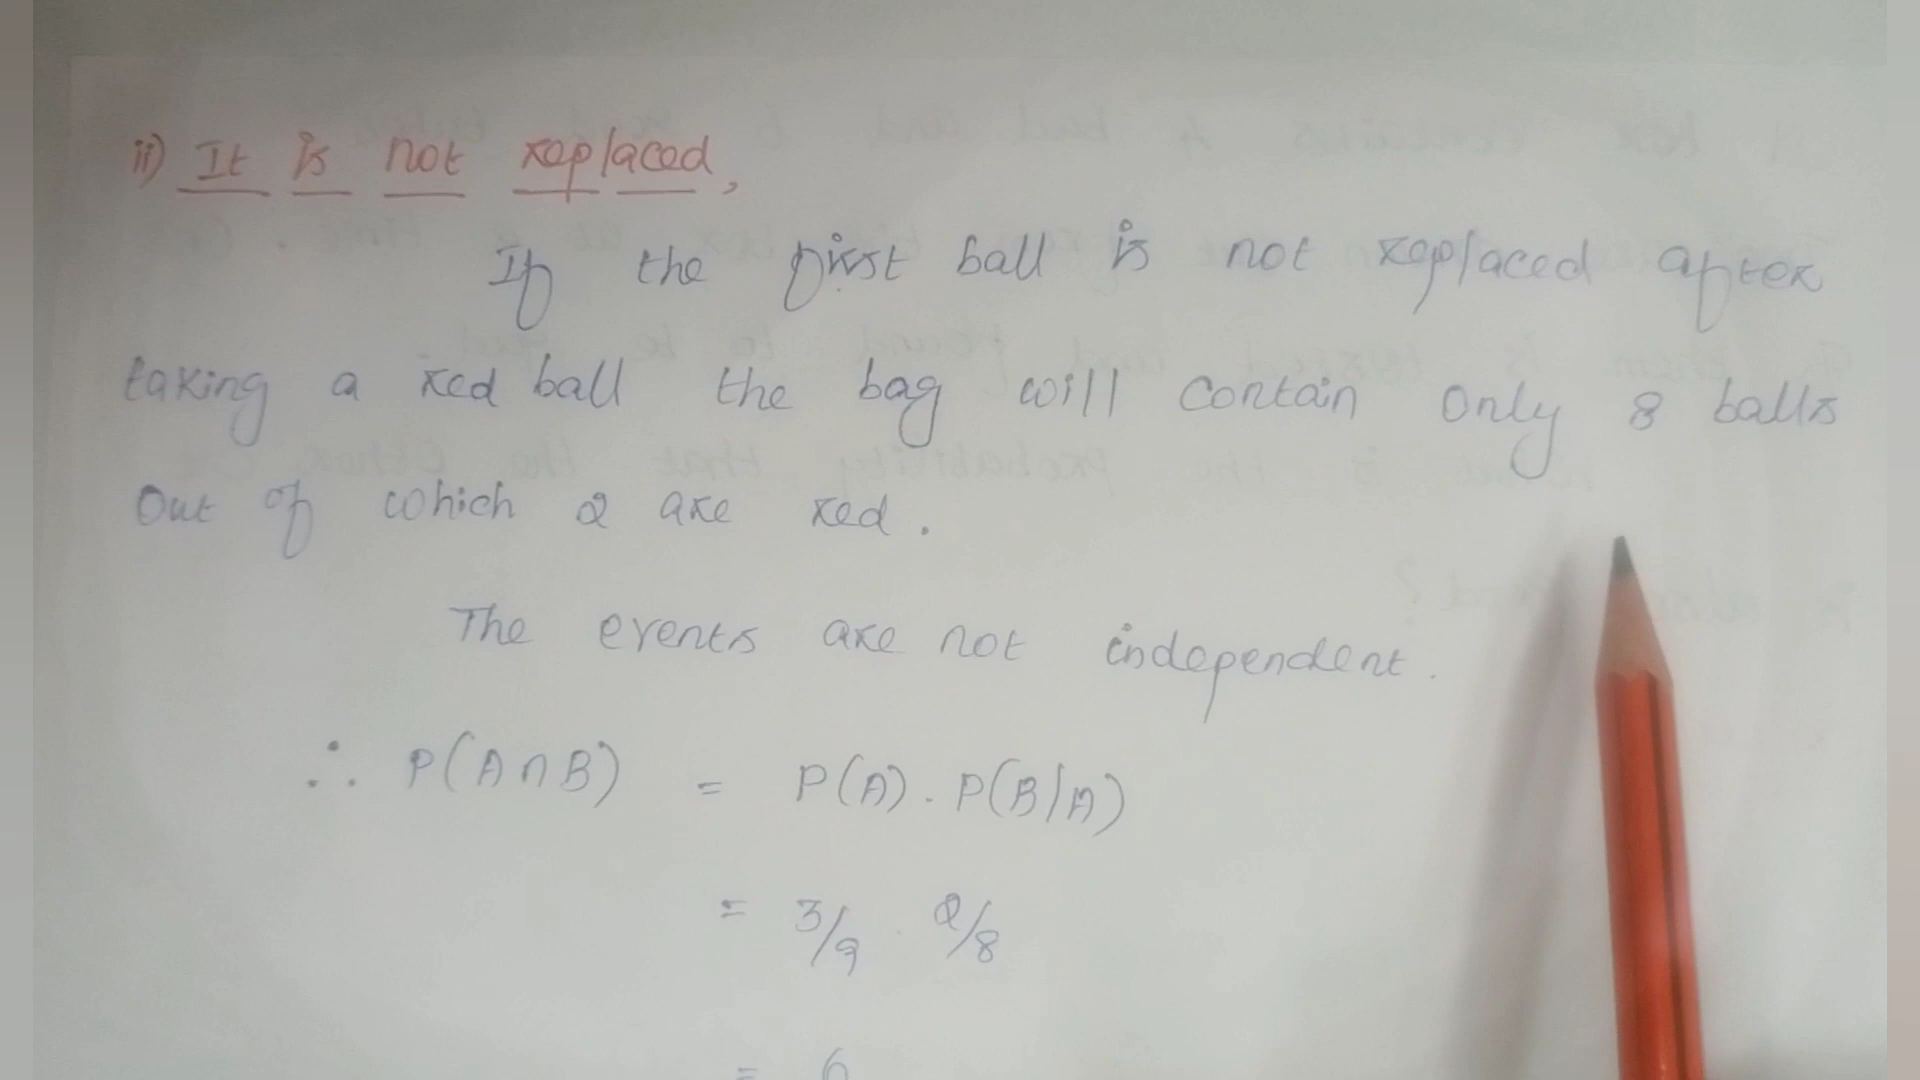 ii) It is not replaced,
If the first ball is not replaced after
taking a red ball the bag will contain only 8 balls
out of which 2 are red.
The events are not independent.
∴ P(A∩B) = P(A). P(B/A)
= 3/9 . 2/8
= 6